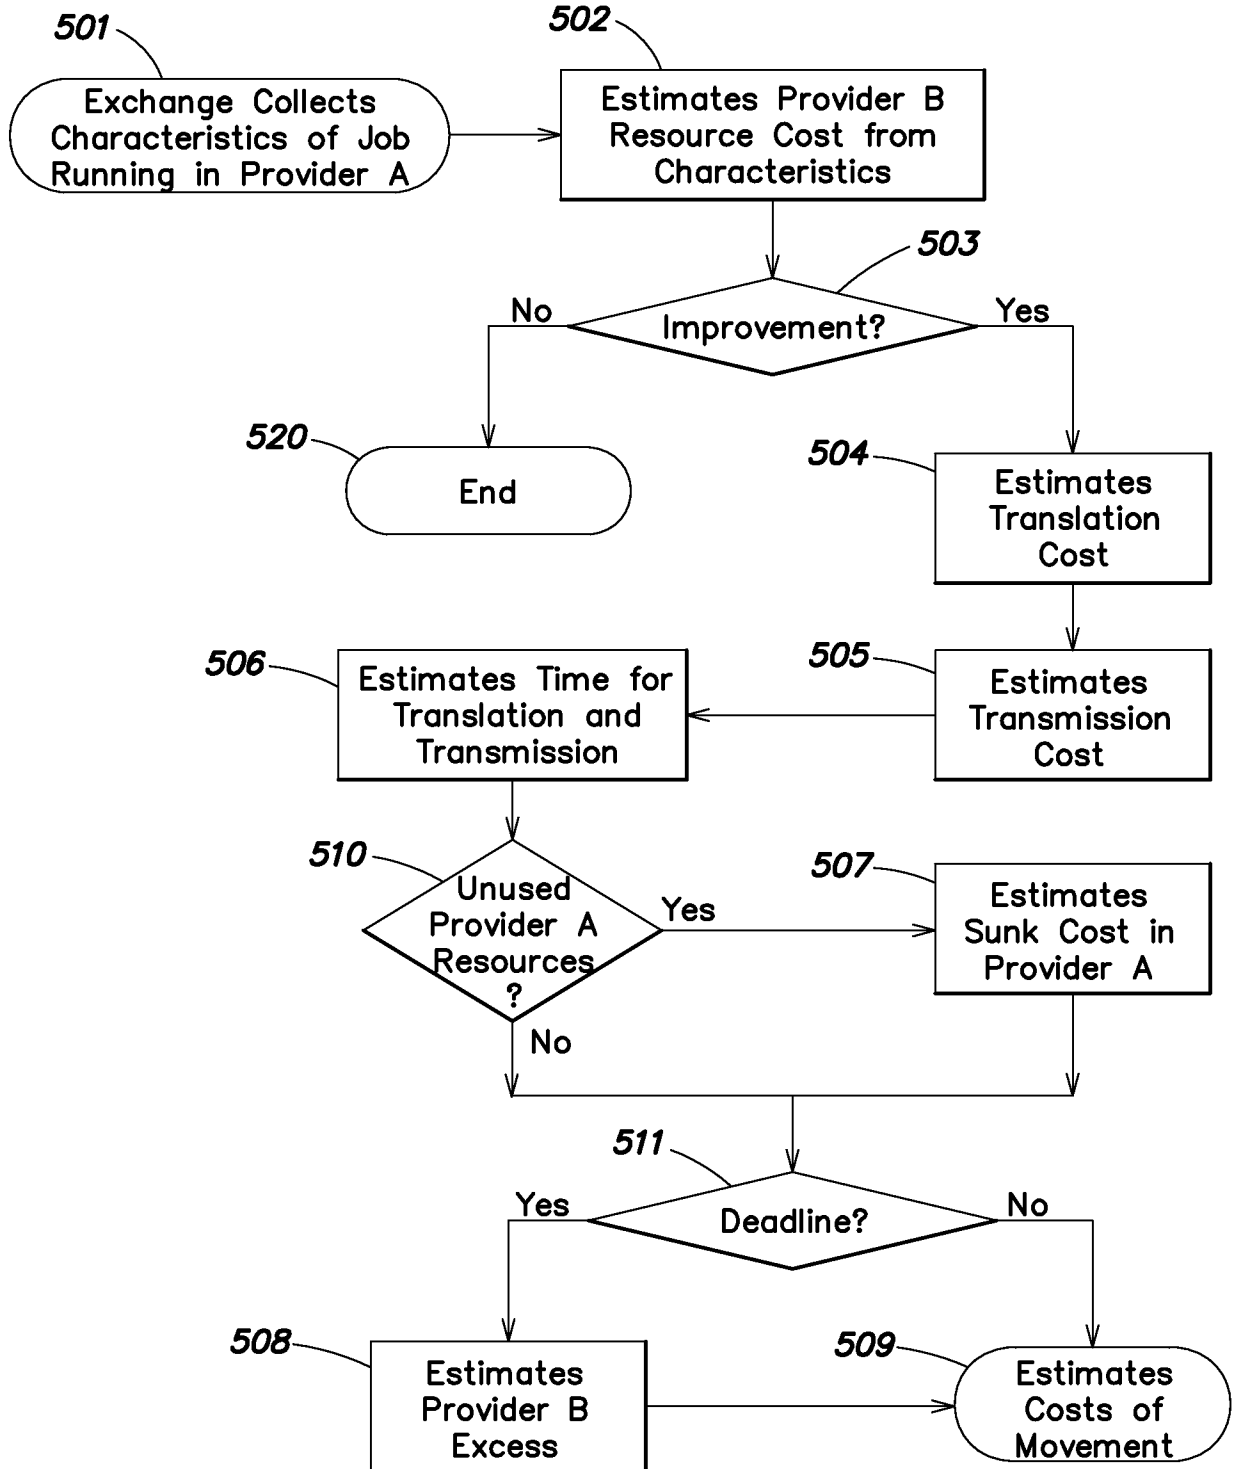 501
Exchange Collects
Characteristics of Job
Running in Provider A
502
Estimates Provider B
Resource Cost from
Characteristics
503
No
Improvement?
Yes
520
End
504
Estimates
Translation
Cost
506
Estimates Time for
Translation and
Transmission
505
Estimates
Transmission
Cost
510
Unused
Provider A
Resources
?
Yes
No
507
Estimates
Sunk Cost in
Provider A
511
Yes
Deadline?
No
508
Estimates
Provider B
Excess
509
Estimates
Costs of
Movement